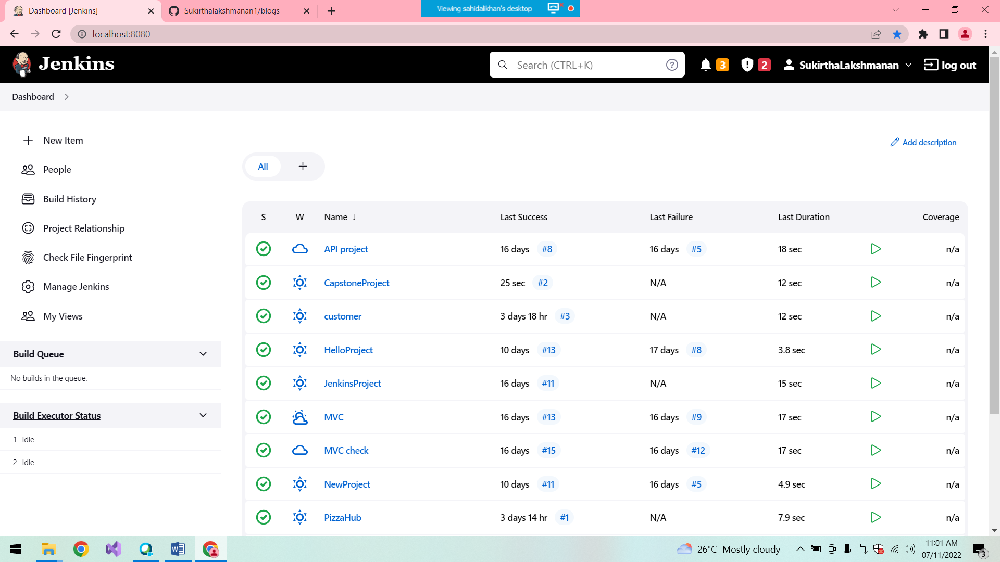 Dashboard [Jenkins]
Sukirthalakshmanan1/blogs
Viewing sahidalikhan's desktop
localhost:8080
Jenkins
Search (CTRL+K)
3
2
SukirthaLakshmanan
log out
Dashboard
New Item
People
Build History
Project Relationship
Check File Fingerprint
Manage Jenkins
My Views
Build Queue
No builds in the queue.
Build Executor Status
1 Idle
2 Idle
Add description
All
S W Name ↓ Last Success Last Failure Last Duration Coverage
API project 16 days #8 16 days #5 18 sec n/a
CapstoneProject 25 sec #2 N/A 12 sec n/a
customer 3 days 18 hr #3 N/A 12 sec n/a
HelloProject 10 days #13 17 days #8 3.8 sec n/a
JenkinsProject 16 days #11 N/A 15 sec n/a
MVC 16 days #13 16 days #9 17 sec n/a
MVC check 16 days #15 16 days #12 17 sec n/a
NewProject 10 days #11 16 days #5 4.9 sec n/a
PizzaHub 3 days 14 hr #1 N/A 7.9 sec n/a
26°C Mostly cloudy
11:01 AM
07/11/2022
3